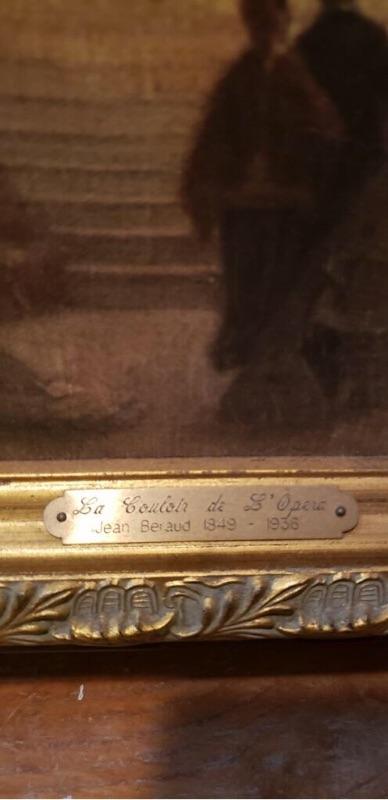 La Couloir de L'Opera
Jean Beraud 1849 - 1936